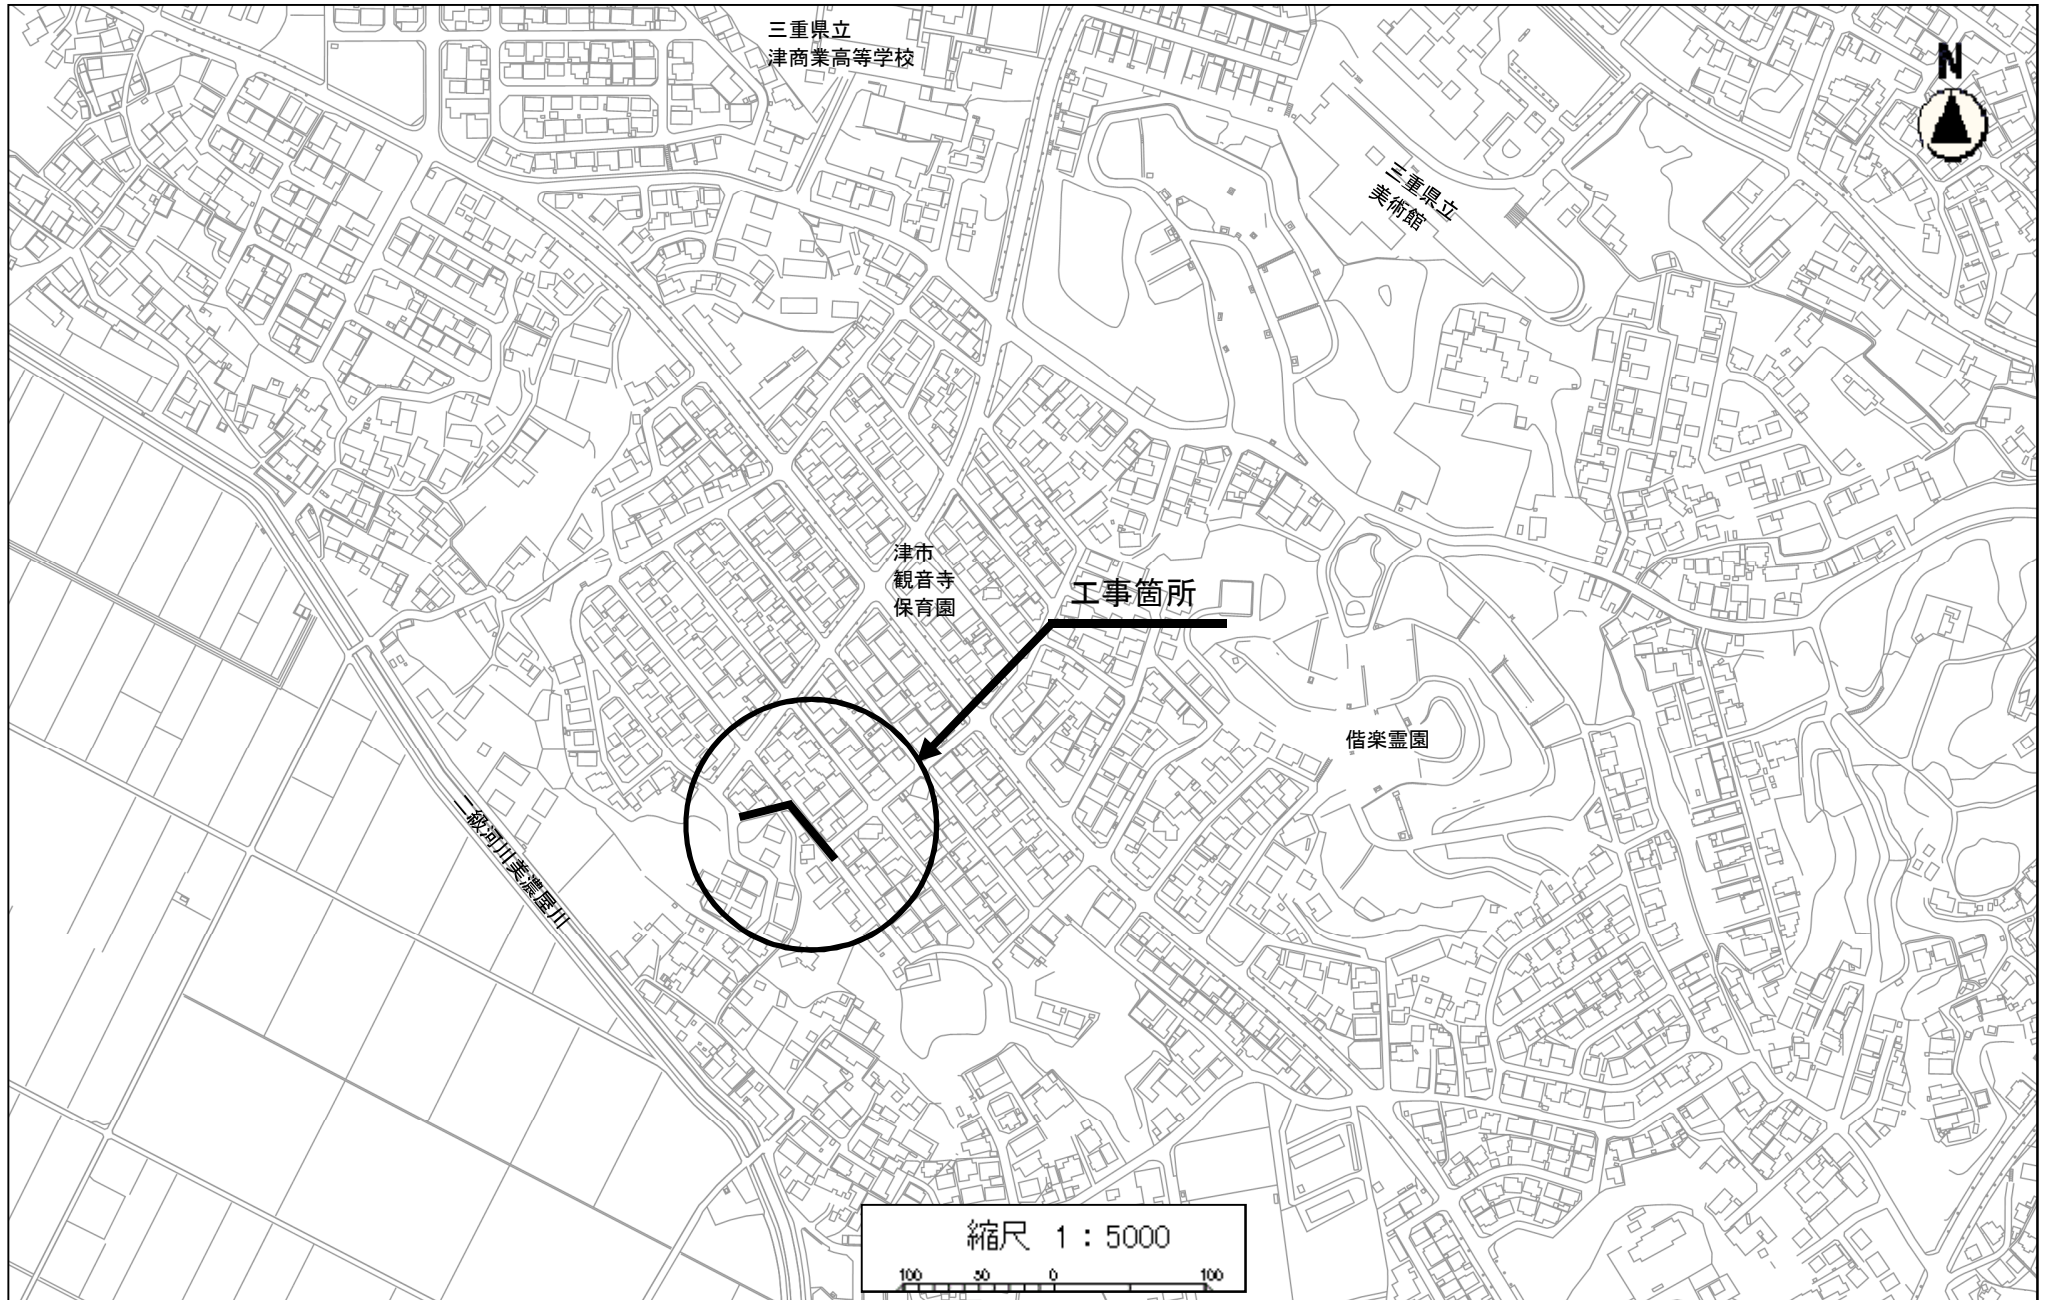 三重県立
津商業高等学校
N
三重県立
美術館
津市
観音寺
保育園
工事箇所
偕楽霊園
二級河川美濃屋川
縮尺 1:5000
100 50 0 100